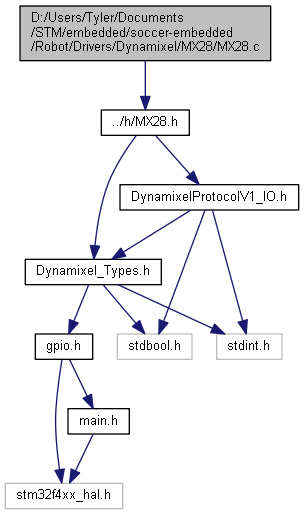 D:/Users/Tyler/Documents
/STM/embedded/soccer-embedded
/Robot/Drivers/Dynamixel/MX28/MX28.c
../h/MX28.h
DynamixelProtocolV1_IO.h
Dynamixel_Types.h
gpio.h
stdbool.h
stdint.h
main.h
stm32f4xx_hal.h